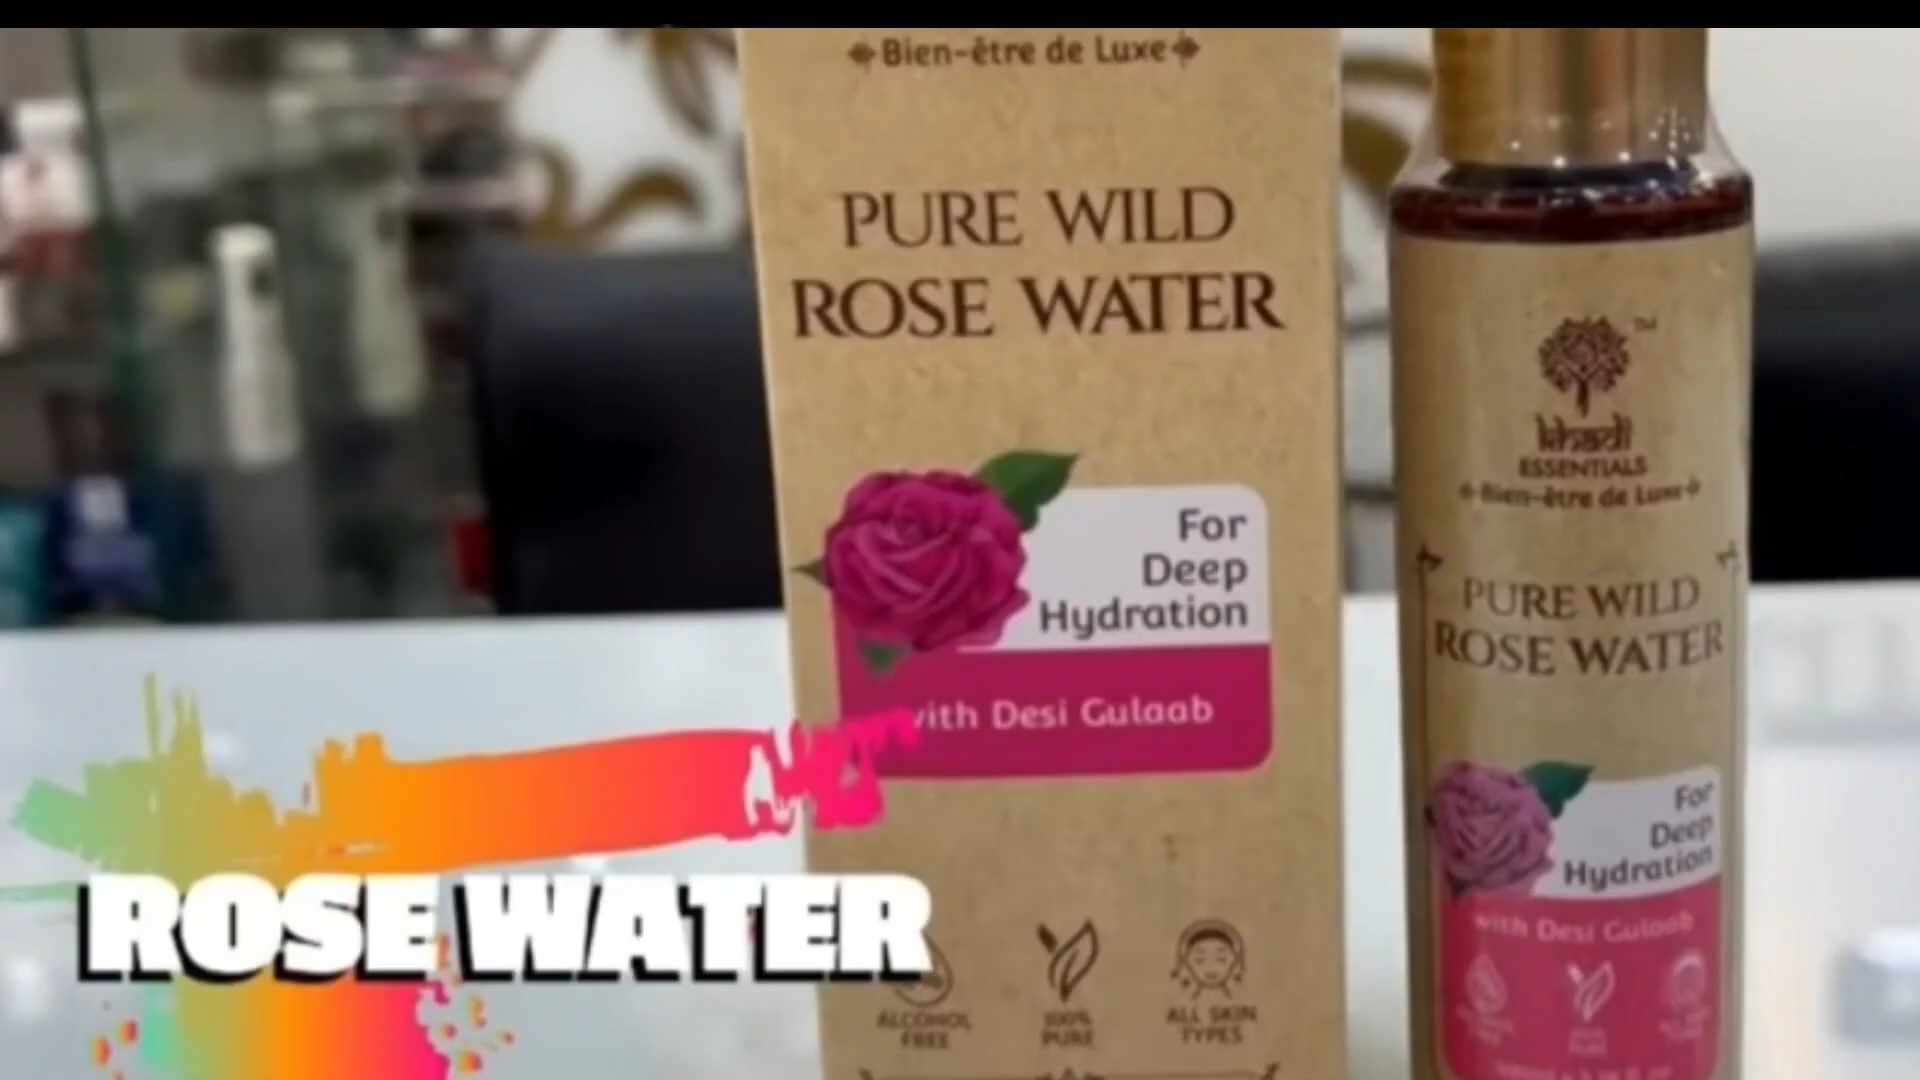 Bien-être de Luxe
PURE WILD
ROSE WATER
For
Deep
Hydration
with Desi Gulaab
ALCOHOL
FREE
100%
PURE
ALL SKIN
TYPES
TM
khadi
ESSENTIALS
Bien-être de Luxe
PURE WILD
ROSE WATER
For
Deep
Hydration
with Desi Gulaab
ROSE WATER